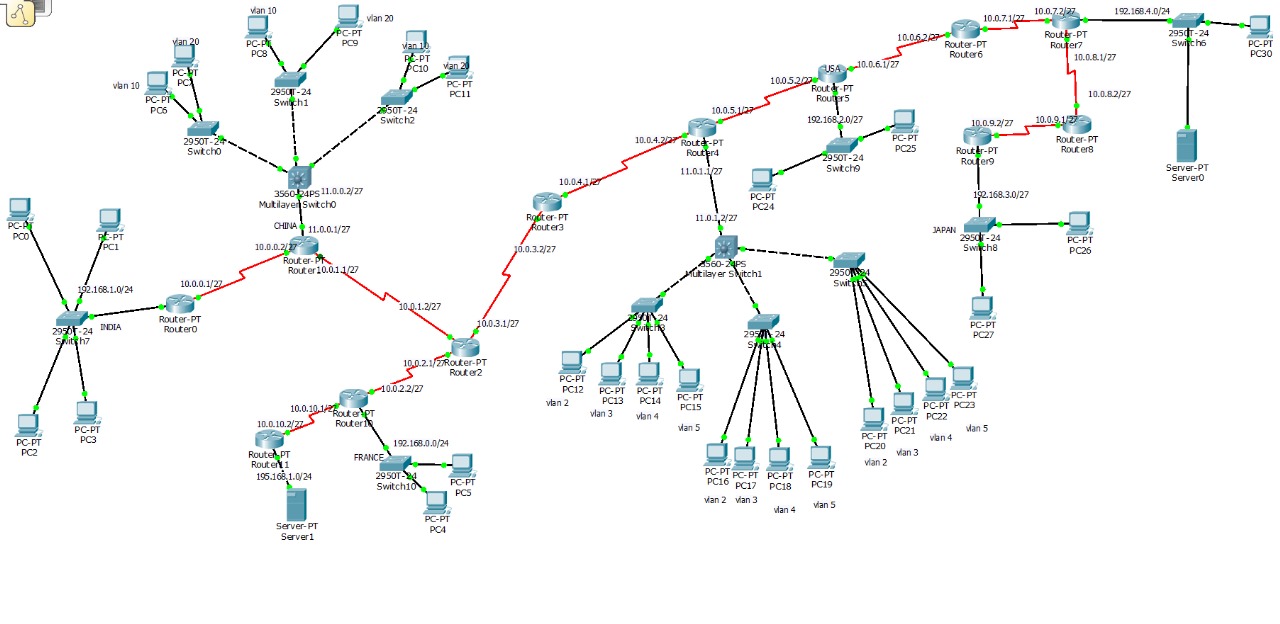 vlan 10
PC-PT
PC8
vlan 20
PC-PT
PC9
vlan 20
PC-PT
PC7
vlan 10
PC-PT
PC6
vlan 10
PC-PT
PC10
vlan 20
PC-PT
PC11
2950T-24
Switch1
2950T-24
Switch2
2950T-24
Switch0
3560-24PS
Multilayer Switch0
11.0.0.2/27
CHINA
11.0.0.1/27
10.0.0.2/27
Router-PT
Router1
10.0.1.1/27
PC-PT
PC0
PC-PT
PC1
192.168.1.0/24
10.0.0.1/27
Router-PT
Router0
INDIA
2950T-24
Switch7
PC-PT
PC2
PC-PT
PC3
10.0.1.2/27
10.0.3.1/27
10.0.2.1/27
Router-PT
Router2
10.0.2.2/27
10.0.10.1/27
Router-PT
Router10
10.0.10.2/27
Router-PT
195.168.1.0/24
Server-PT
Server1
192.168.0.0/24
FRANCE
2950T-24
Switch10
PC-PT
PC5
PC-PT
PC4
10.0.3.2/27
Router-PT
Router3
10.0.4.1/27
10.0.4.2/27
Router-PT
Router4
10.0.5.1/27
11.0.1.1/27
11.0.1.2/27
3560-24PS
Multilayer Switch1
10.0.5.2/27
USA
Router-PT
Router5
10.0.6.1/27
192.168.2.0/27
2950T-24
Switch9
PC-PT
PC25
PC-PT
PC24
10.0.6.2/27
Router-PT
Router6
10.0.7.1/27
10.0.7.2/27
Router-PT
Router7
192.168.4.0/24
2950T-24
Switch6
PC-PT
PC30
10.0.8.1/27
10.0.8.2/27
Server-PT
Server0
10.0.9.1/27
Router-PT
Router8
10.0.9.2/27
Router-PT
Router9
192.168.3.0/27
JAPAN
2950T-24
Switch8
PC-PT
PC26
PC-PT
PC27
Switch3
Switch4
PC-PT
PC12
PC-PT
PC13
PC-PT
PC14
PC-PT
PC15
vlan 2
vlan 3
vlan 4
vlan 5
PC-PT
PC16
PC-PT
PC17
PC-PT
PC18
PC-PT
PC19
vlan 2
vlan 3
vlan 4
vlan 5
PC-PT
PC20
PC-PT
PC21
PC-PT
PC22
PC-PT
PC23
vlan 2
vlan 3
vlan 4
vlan 5